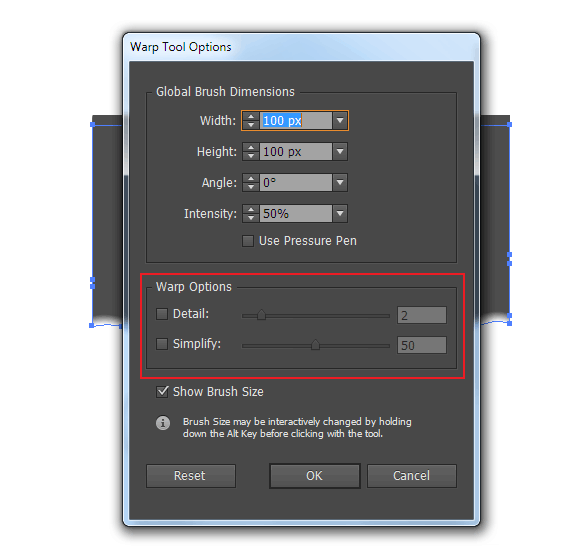 Warp Tool Options
Global Brush Dimensions
Width: 100 px
Height: 100 px
Angle: 0°
Intensity: 50%
Use Pressure Pen
Warp Options
Detail: 2
Simplify: 50
Show Brush Size
Brush Size may be interactively changed by holding
down the Alt Key before clicking with the tool.
Reset OK Cancel